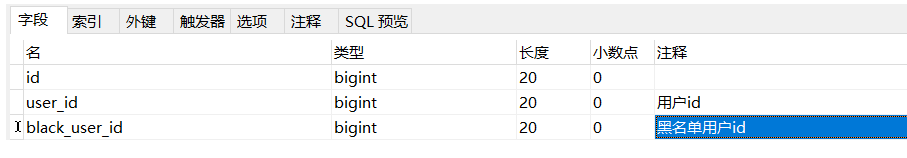 字段 索引 外键 触发器 选项 注释 SQL 预览
名 类型 长度 小数点 注释
id bigint 20 0
user_id bigint 20 0 用户id
black_user_id bigint 20 0 黑名单用户id